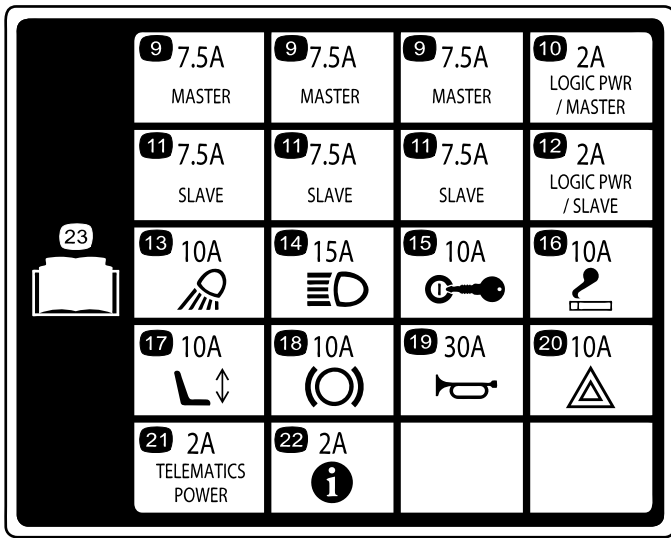 9 7.5A
MASTER
9 7.5A
MASTER
9 7.5A
MASTER
10 2A
LOGIC PWR
/ MASTER
11 7.5A
SLAVE
11 7.5A
SLAVE
11 7.5A
SLAVE
12 2A
LOGIC PWR
/ SLAVE
23
13 10A
14 15A
15 10A
16 10A
17 10A
18 10A
19 30A
20 10A
21 2A
TELEMATICS
POWER
22 2A
i